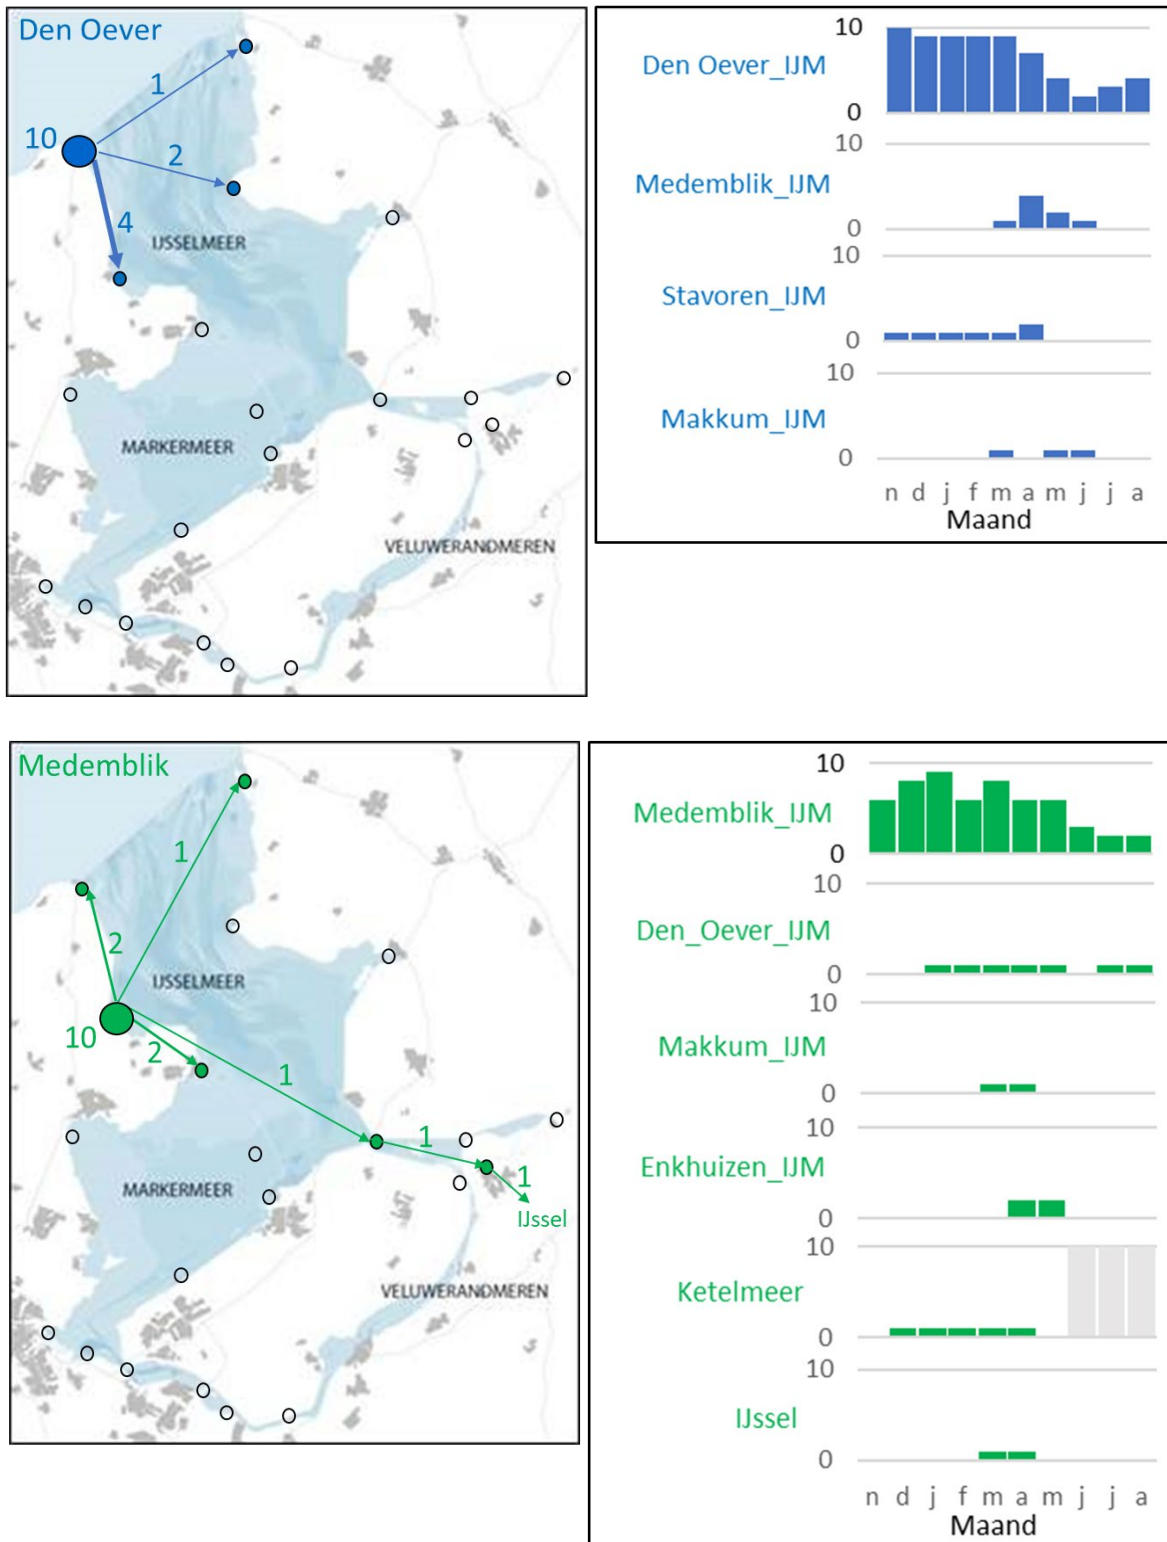 Den Oever
1
10
2
4
IJSSELMEER
MARKERMEER
VELUWERANDMEREN
10
Den Oever_IJM
0
10
Medemblik_IJM
0
10
Stavoren_IJM
0
10
Makkum_IJM
0
n d j f m a m j j a
Maand
Medemblik
1
2
IJSSELMEER
10
2
1
1
1
IJssel
MARKERMEER
VELUWERANDMEREN
10
Medemblik_IJM
0
10
Den_Oever_IJM
0
10
Makkum_IJM
0
10
Enkhuizen_IJM
0
10
Ketelmeer
0
10
IJssel
0
n d j f m a m j j a
Maand